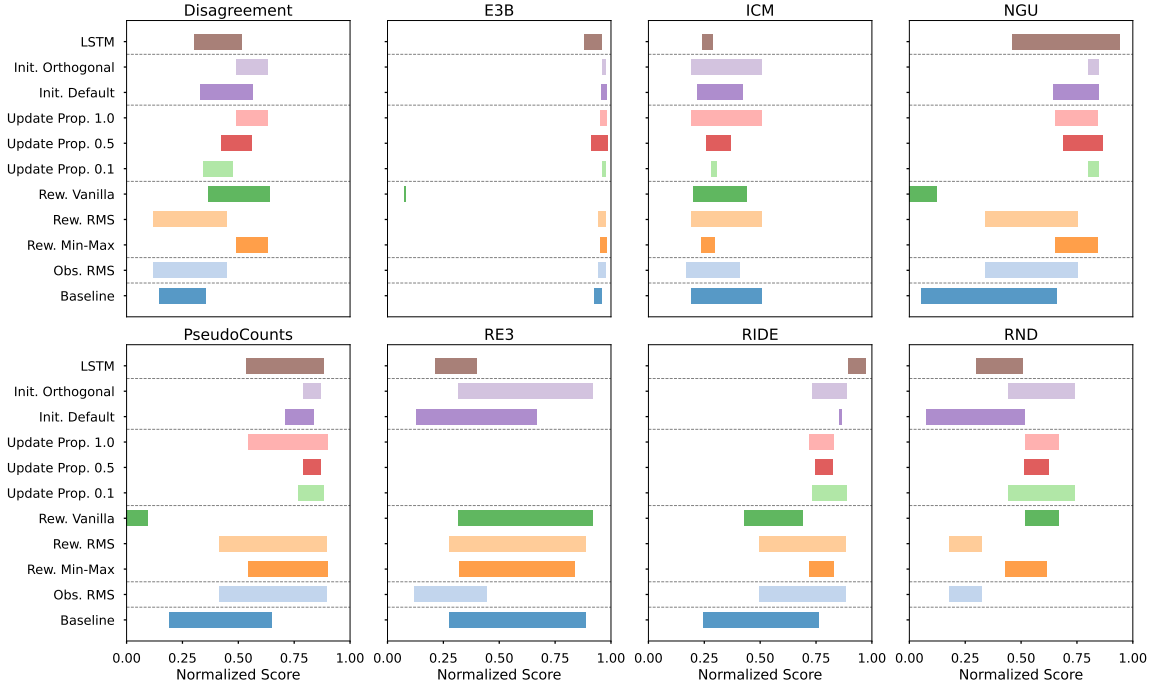 Disagreement
E3B
ICM
NGU
LSTM
Init. Orthogonal
Init. Default
Update Prop. 1.0
Update Prop. 0.5
Update Prop. 0.1
Rew. Vanilla
Rew. RMS
Rew. Min-Max
Obs. RMS
Baseline
PseudoCounts
RE3
RIDE
RND
LSTM
Init. Orthogonal
Init. Default
Update Prop. 1.0
Update Prop. 0.5
Update Prop. 0.1
Rew. Vanilla
Rew. RMS
Rew. Min-Max
Obs. RMS
Baseline
0.00 0.25 0.50 0.75 1.00
0.00 0.25 0.50 0.75 1.00
0.00 0.25 0.50 0.75 1.00
0.00 0.25 0.50 0.75 1.00
Normalized Score
Normalized Score
Normalized Score
Normalized Score